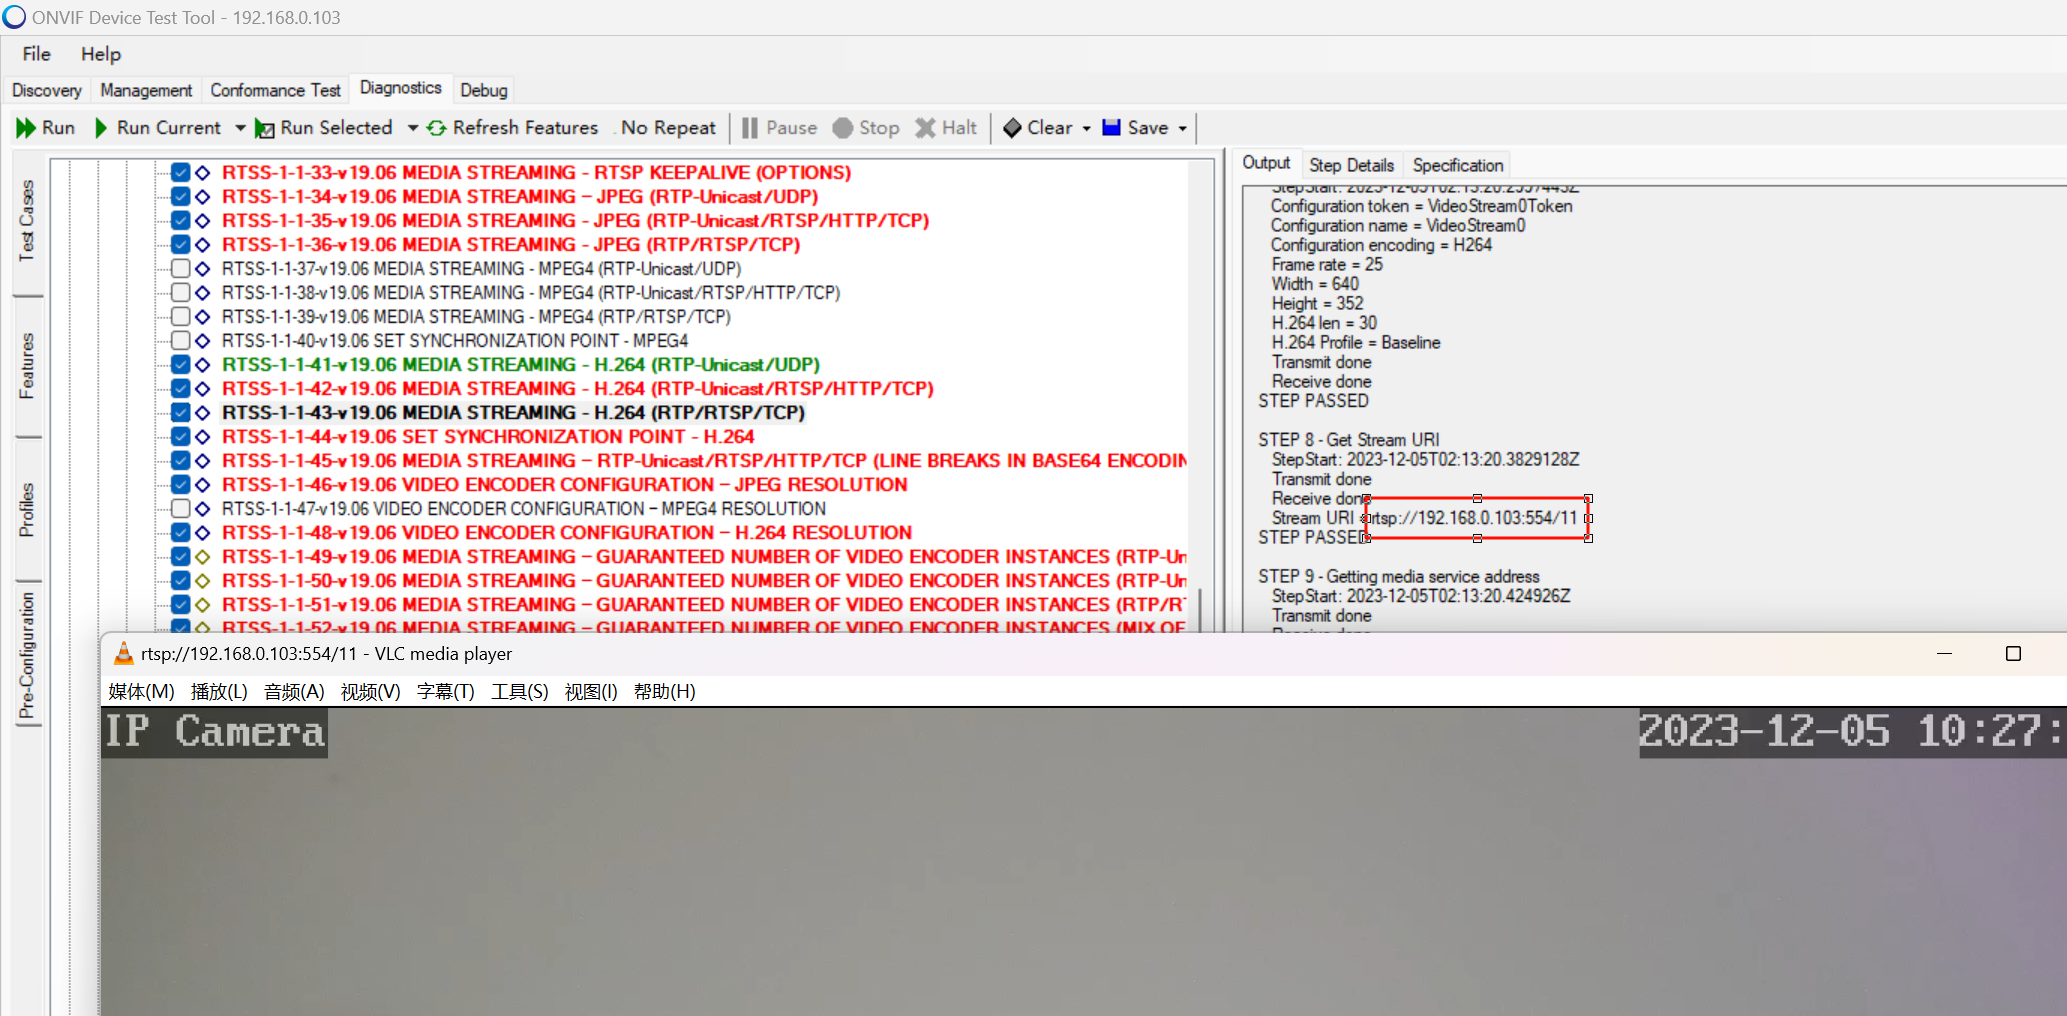 ONVIF Device Test Tool - 192.168.0.103
File Help
Discovery Management Conformance Test Diagnostics Debug
Run Run Current Run Selected Refresh Features No Repeat Pause Stop Halt Clear Save
Test Cases
Features
Profiles
Pre-Configuration
RTSS-1-1-33-v19.06 MEDIA STREAMING - RTSP KEEPALIVE (OPTIONS)
RTSS-1-1-34-v19.06 MEDIA STREAMING – JPEG (RTP-Unicast/UDP)
RTSS-1-1-35-v19.06 MEDIA STREAMING - JPEG (RTP-Unicast/RTSP/HTTP/TCP)
RTSS-1-1-36-v19.06 MEDIA STREAMING - JPEG (RTP/RTSP/TCP)
RTSS-1-1-37-v19.06 MEDIA STREAMING - MPEG4 (RTP-Unicast/UDP)
RTSS-1-1-38-v19.06 MEDIA STREAMING - MPEG4 (RTP-Unicast/RTSP/HTTP/TCP)
RTSS-1-1-39-v19.06 MEDIA STREAMING - MPEG4 (RTP/RTSP/TCP)
RTSS-1-1-40-v19.06 SET SYNCHRONIZATION POINT - MPEG4
RTSS-1-1-41-v19.06 MEDIA STREAMING - H.264 (RTP-Unicast/UDP)
RTSS-1-1-42-v19.06 MEDIA STREAMING - H.264 (RTP-Unicast/RTSP/HTTP/TCP)
RTSS-1-1-43-v19.06 MEDIA STREAMING - H.264 (RTP/RTSP/TCP)
RTSS-1-1-44-v19.06 SET SYNCHRONIZATION POINT - H.264
RTSS-1-1-45-v19.06 MEDIA STREAMING – RTP-Unicast/RTSP/HTTP/TCP (LINE BREAKS IN BASE64 ENCODIN
RTSS-1-1-46-v19.06 VIDEO ENCODER CONFIGURATION – JPEG RESOLUTION
RTSS-1-1-47-v19.06 VIDEO ENCODER CONFIGURATION – MPEG4 RESOLUTION
RTSS-1-1-48-v19.06 VIDEO ENCODER CONFIGURATION – H.264 RESOLUTION
RTSS-1-1-49-v19.06 MEDIA STREAMING – GUARANTEED NUMBER OF VIDEO ENCODER INSTANCES (RTP-Un
RTSS-1-1-50-v19.06 MEDIA STREAMING – GUARANTEED NUMBER OF VIDEO ENCODER INSTANCES (RTP-Un
RTSS-1-1-51-v19.06 MEDIA STREAMING – GUARANTEED NUMBER OF VIDEO ENCODER INSTANCES (RTP/RT
RTSS-1-1-52-v19.06 MEDIA STREAMING – GUARANTEED NUMBER OF VIDEO ENCODER INSTANCES (MIX OF
Output Step Details Specification
StepStart: 2023-12-05T02:13:20.2997443Z
Configuration token = VideoStream0Token
Configuration name = VideoStream0
Configuration encoding = H264
Frame rate = 25
Width = 640
Height = 352
H.264 len = 30
H.264 Profile = Baseline
Transmit done
Receive done
STEP PASSED
STEP 8 - Get Stream URI
StepStart: 2023-12-05T02:13:20.3829128Z
Transmit done
Receive done
Stream URI = rtsp://192.168.0.103:554/11
STEP PASSED
STEP 9 - Getting media service address
StepStart: 2023-12-05T02:13:20.424926Z
Transmit done
rtsp://192.168.0.103:554/11 - VLC media player
媒体(M) 播放(L) 音频(A) 视频(V) 字幕(T) 工具(S) 视图(I) 帮助(H)
IP Camera
2023-12-05 10:27: